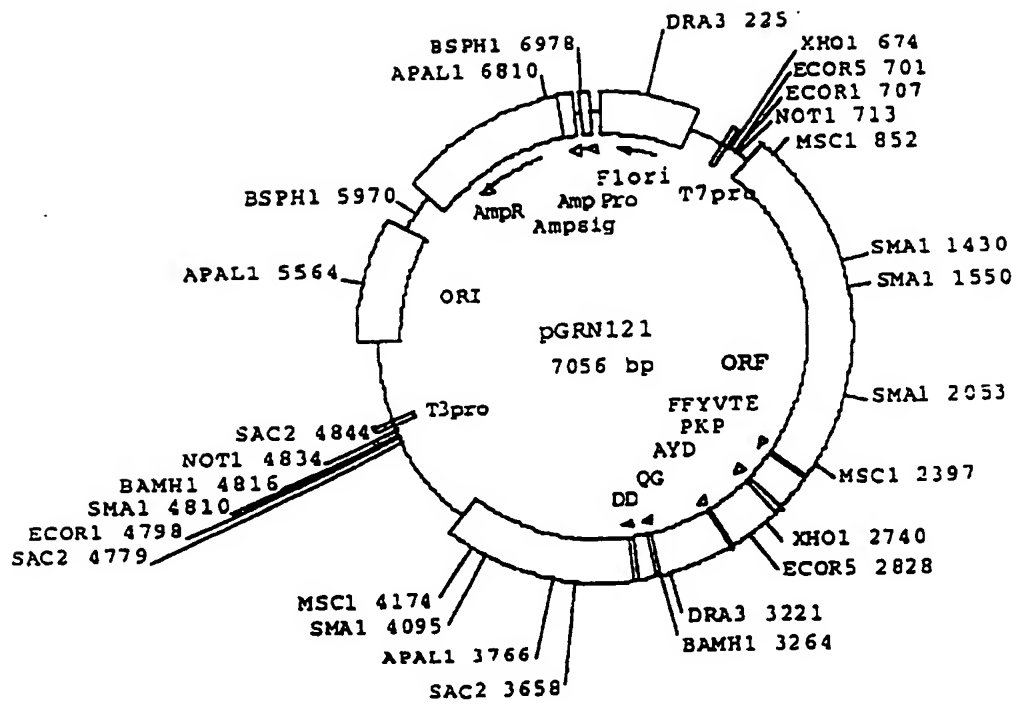 DRA3 225
BSPH1 6978
APAL1 6810
XHO1 674
ECOR5 701
ECOR1 707
NOT1 713
MSC1 852
F1ori
T7pro
Amp Pro
AmpR
Ampsig
BSPH1 5970
APAL1 5564
ORI
SMA1 1430
SMA1 1550
pGRN121
7056 bp
ORF
FFYVTE
PKP
AYD
QG
DD
SMA1 2053
T3pro
SAC2 4844
NOT1 4834
BAMH1 4816
SMA1 4810
ECOR1 4798
SAC2 4779
MSC1 2397
XHO1 2740
ECOR5 2828
DRA3 3221
BAMH1 3264
MSC1 4174
SMA1 4095
APAL1 3766
SAC2 3658